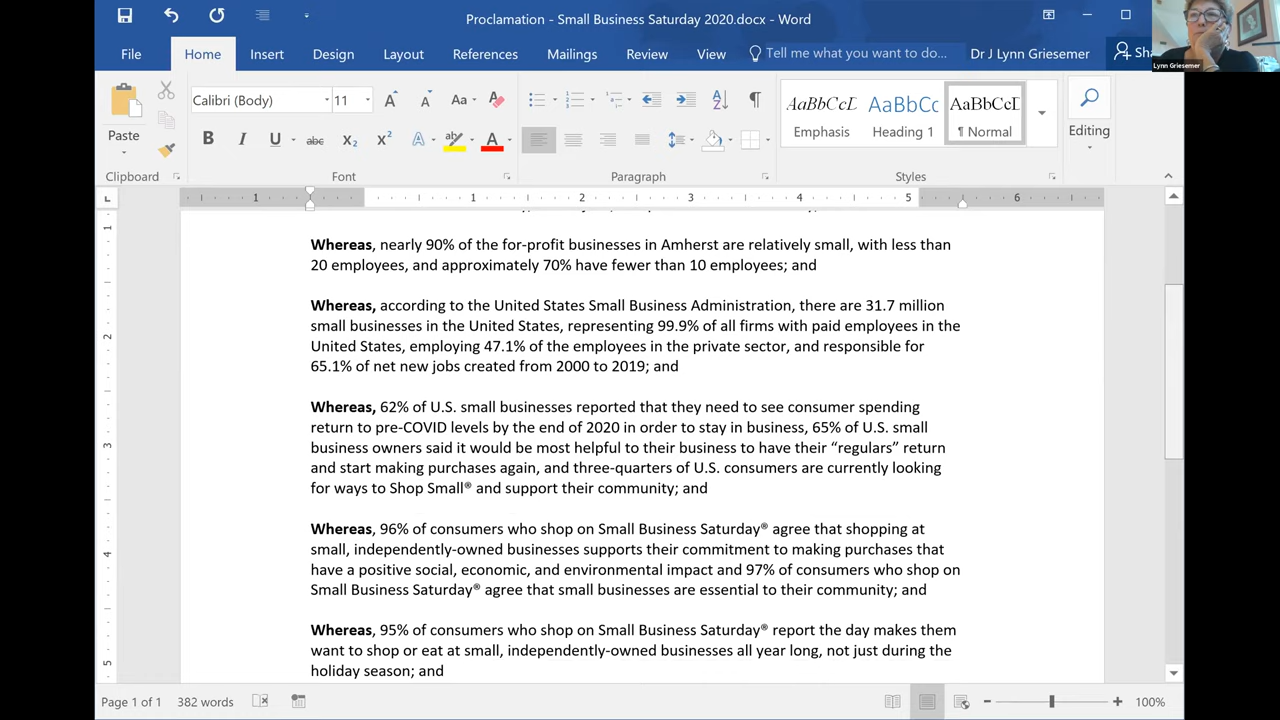 Proclamation - Small Business Saturday 2020.docx - Word
File
Home
Insert
Design
Layout
References
Mailings
Review
View
Tell me what you want to do...
Dr J Lynn Griesemer
Lynn Griesemer
Paste
Clipboard
Calibri (Body)
11
Font
Paragraph
AaBbCcD
Emphasis
AaBbCc
Heading 1
AaBbCcD
¶ Normal
Styles
Editing
1 1 2 3 4 5 6
Whereas, nearly 90% of the for-profit businesses in Amherst are relatively small, with less than
20 employees, and approximately 70% have fewer than 10 employees; and
Whereas, according to the United States Small Business Administration, there are 31.7 million
small businesses in the United States, representing 99.9% of all firms with paid employees in the
United States, employing 47.1% of the employees in the private sector, and responsible for
65.1% of net new jobs created from 2000 to 2019; and
Whereas, 62% of U.S. small businesses reported that they need to see consumer spending
return to pre-COVID levels by the end of 2020 in order to stay in business, 65% of U.S. small
business owners said it would be most helpful to their business to have their “regulars” return
and start making purchases again, and three-quarters of U.S. consumers are currently looking
for ways to Shop Small® and support their community; and
Whereas, 96% of consumers who shop on Small Business Saturday® agree that shopping at
small, independently-owned businesses supports their commitment to making purchases that
have a positive social, economic, and environmental impact and 97% of consumers who shop on
Small Business Saturday® agree that small businesses are essential to their community; and
Whereas, 95% of consumers who shop on Small Business Saturday® report the day makes them
want to shop or eat at small, independently-owned businesses all year long, not just during the
holiday season; and
Page 1 of 1
382 words
100%